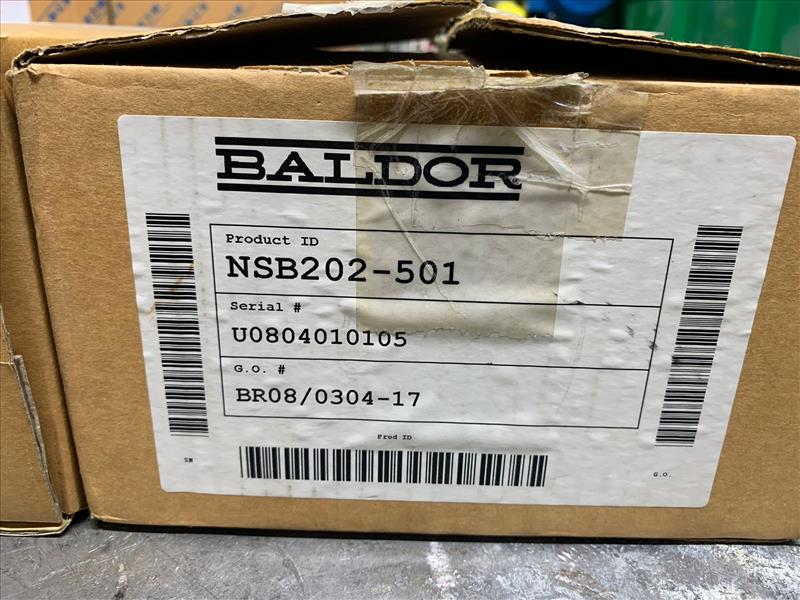 BALDOR
Product ID
NSB202-501
Serial #
U0804010105
G.O. #
BR08/0304-17
Prod ID
SN
G.O.